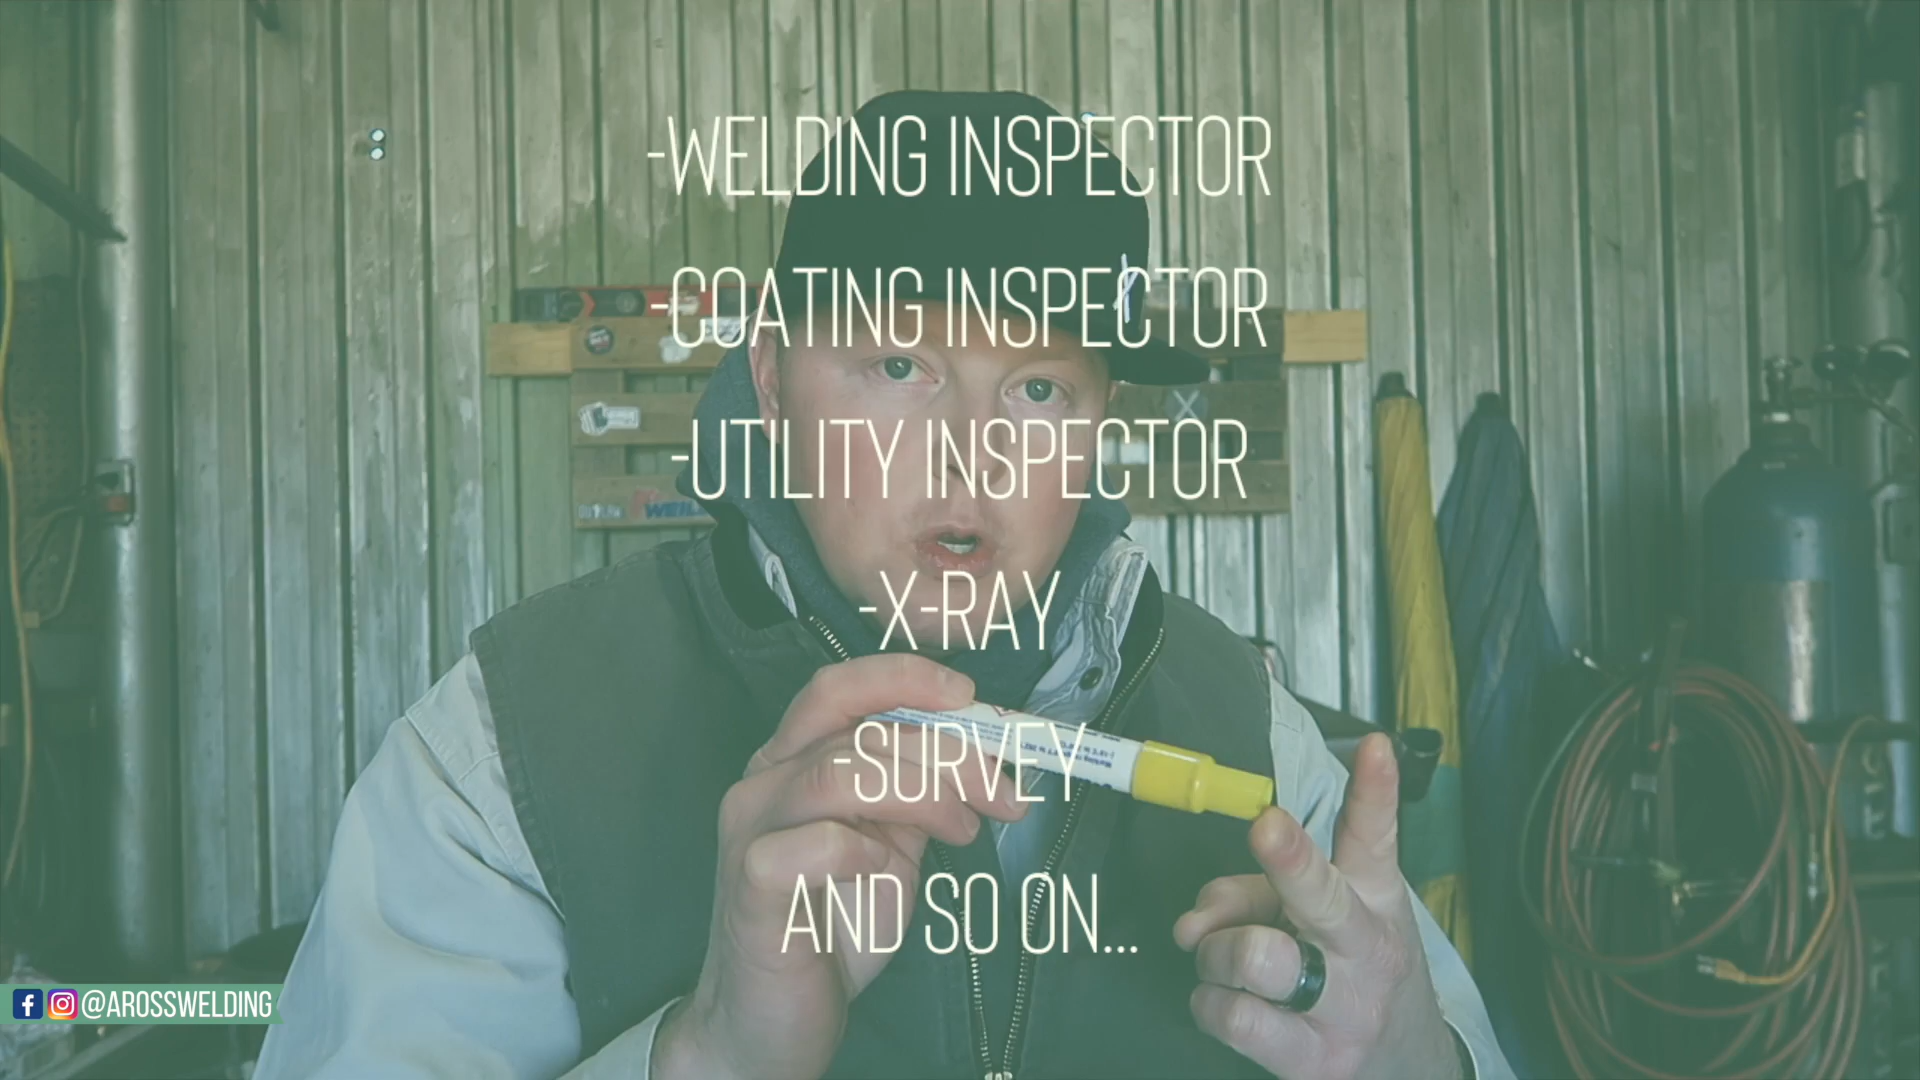 -WELDING INSPECTOR
-COATING INSPECTOR
-UTILITY INSPECTOR
-X-RAY
-SURVEY
AND SO ON...
@AROSSWELDING